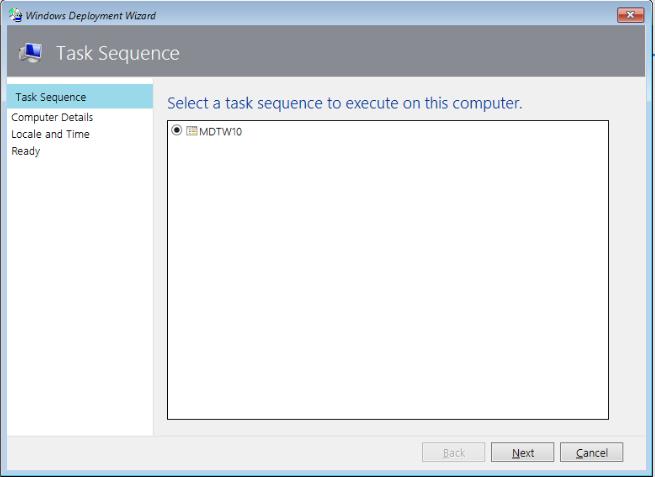 Windows Deployment Wizard
Task Sequence
Task Sequence
Computer Details
Locale and Time
Ready
Select a task sequence to execute on this computer.
MDTW10
Back
Next
Cancel